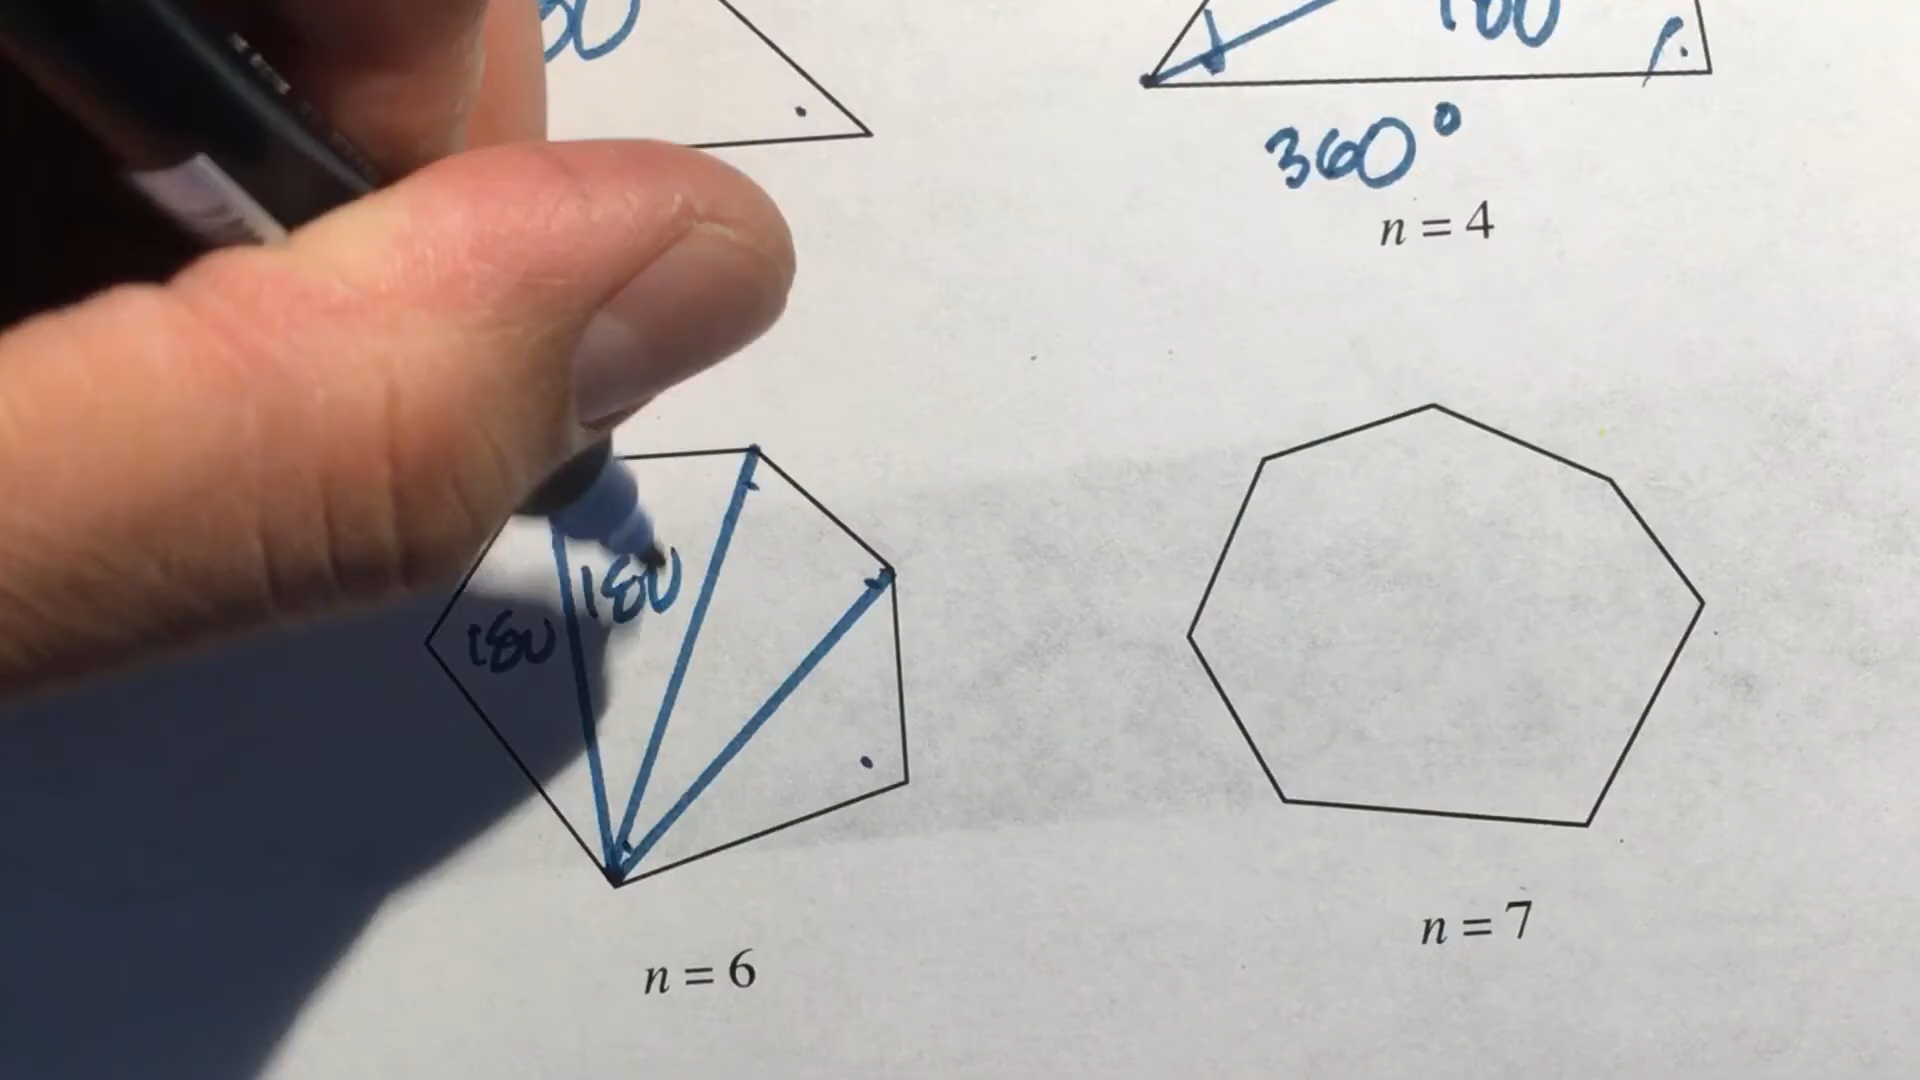 180
360°
n = 4
180
180
n = 6
n = 7